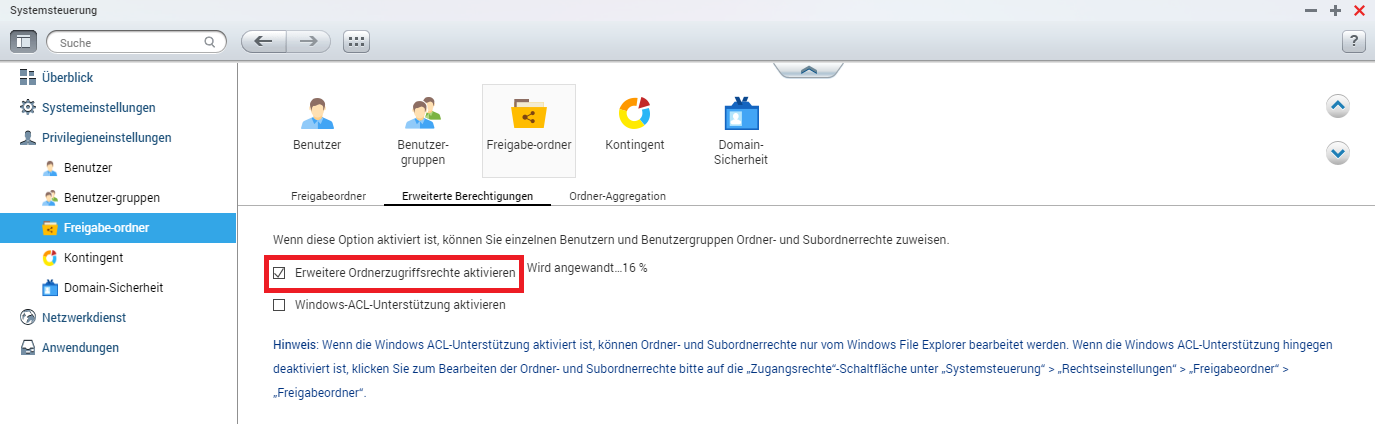 Systemsteuerung
Suche
?
Überblick
Systemeinstellungen
Privilegieneinstellungen
Benutzer
Benutzer-gruppen
Freigabe-ordner
Kontingent
Domain-Sicherheit
Netzwerkdienst
Anwendungen
Benutzer
Benutzer-
gruppen
Freigabe-ordner
Kontingent
Domain-
Sicherheit
Freigabeordner Erweiterte Berechtigungen Ordner-Aggregation
Wenn diese Option aktiviert ist, können Sie einzelnen Benutzern und Benutzergruppen Ordner- und Subordnerrechte zuweisen.
Erweitere Ordnerzugriffsrechte aktivieren Wird angewandt...16 %
Windows-ACL-Unterstützung aktivieren
Hinweis: Wenn die Windows ACL-Unterstützung aktiviert ist, können Ordner- und Subordnerrechte nur vom Windows File Explorer bearbeitet werden. Wenn die Windows ACL-Unterstützung hingegen
deaktiviert ist, klicken Sie zum Bearbeiten der Ordner- und Subordnerrechte bitte auf die „Zugangsrechte“-Schaltfläche unter „Systemsteuerung“ > „Rechtseinstellungen“ > „Freigabeordner“ >
„Freigabeordner“.